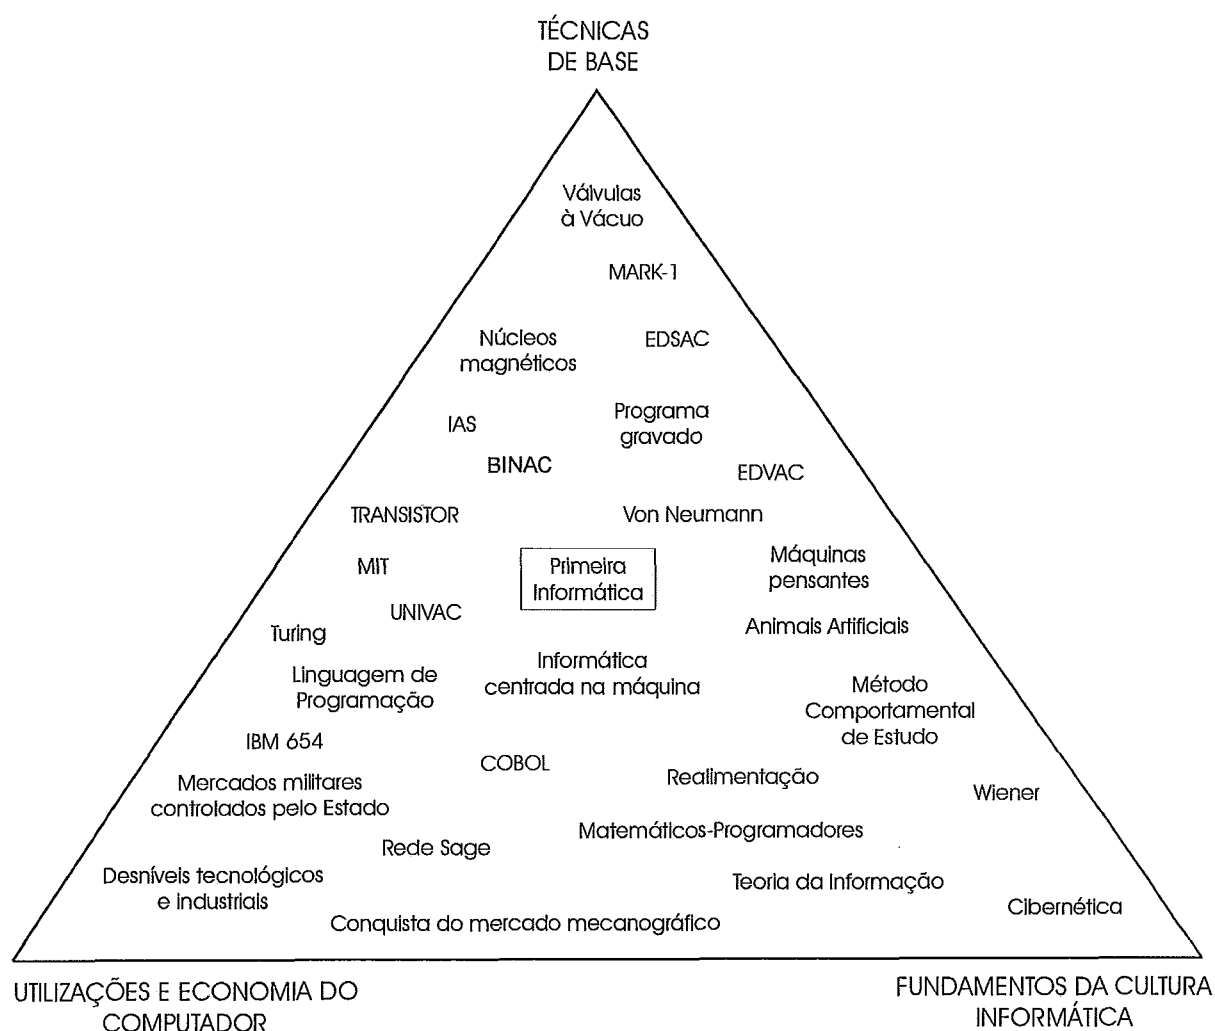 TÉCNICAS
DE BASE
Válvulas
à Vácuo
MARK-1
Núcleos
magnéticos
EDSAC
IAS
Programa
gravado
BINAC
EDVAC
TRANSISTOR
Von Neumann
MIT
Primeira
Informática
Máquinas
pensantes
UNIVAC
Turing
Animais Artificiais
Linguagem de
Programação
Informática
centrada na máquina
Método
Comportamental
de Estudo
IBM 654
COBOL
Mercados militares
controlados pelo Estado
Realimentação
Wiener
Rede Sage
Matemáticos-Programadores
Desníveis tecnológicos
e industriais
Teoria da Informação
Conquista do mercado mecanográfico
Cibernética
UTILIZAÇÕES E ECONOMIA DO
COMPUTADOR
FUNDAMENTOS DA CULTURA
INFORMÁTICA